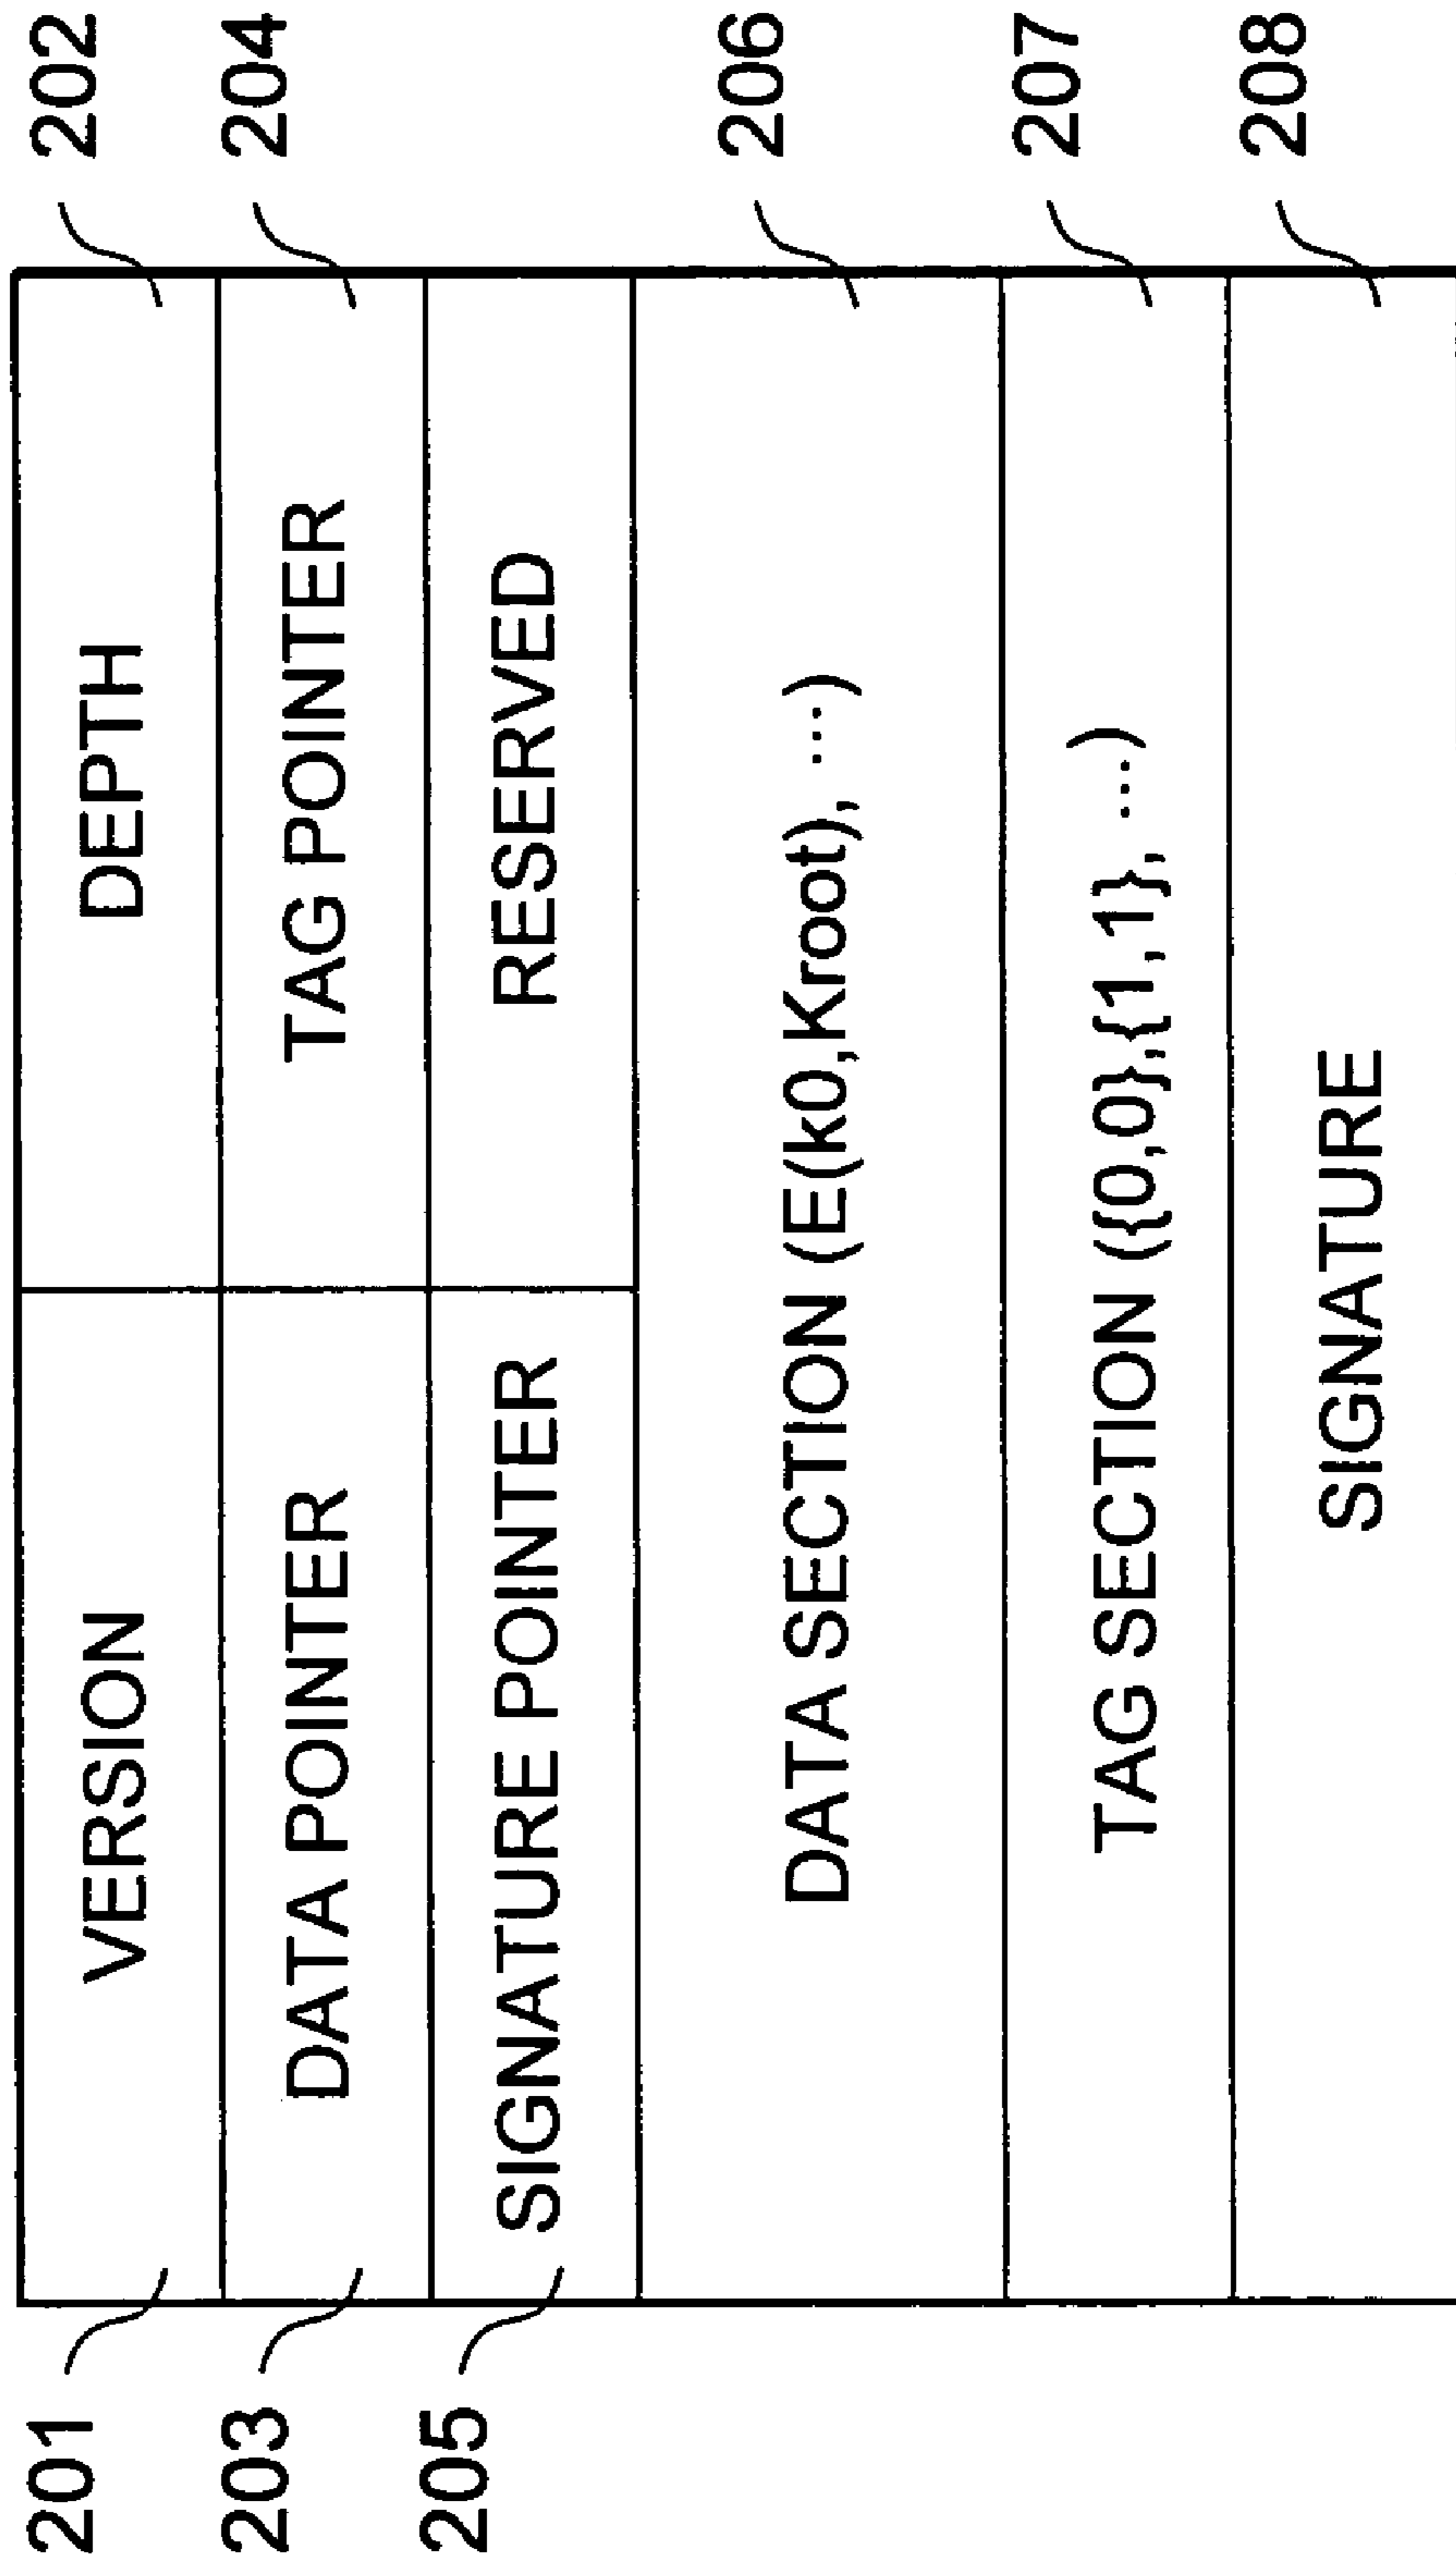 201 VERSION DEPTH 202
203 DATA POINTER TAG POINTER 204
205 SIGNATURE POINTER RESERVED
DATA SECTION (E(k0,Kroot), ···) 206
TAG SECTION ({0,0},{1,1}, ···) 207
SIGNATURE 208